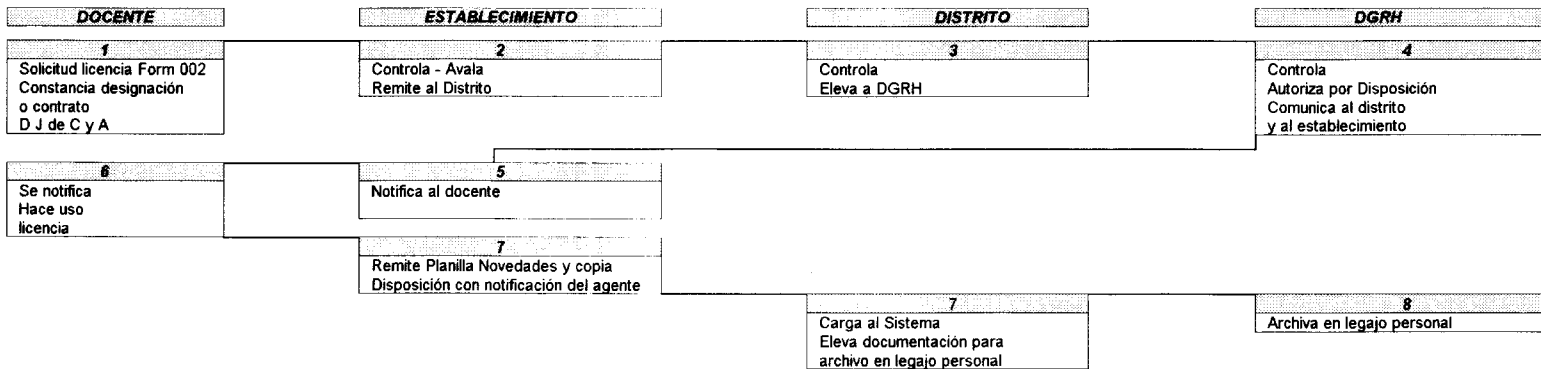 DOCENTE
ESTABLECIMIENTO
DISTRITO
DGRH
1
Solicitud licencia Form 002
Constancia designación
o contrato
D J de C y A
2
Controla - Avala
Remite al Distrito
3
Controla
Eleva a DGRH
4
Controla
Autoriza por Disposición
Comunica al distrito
y al establecimiento
6
Se notifica
Hace uso
licencia
5
Notifica al docente
7
Remite Planilla Novedades y copia
Disposición con notificación del agente
7
Carga al Sistema
Eleva documentación para
archivo en legajo personal
8
Archiva en legajo personal